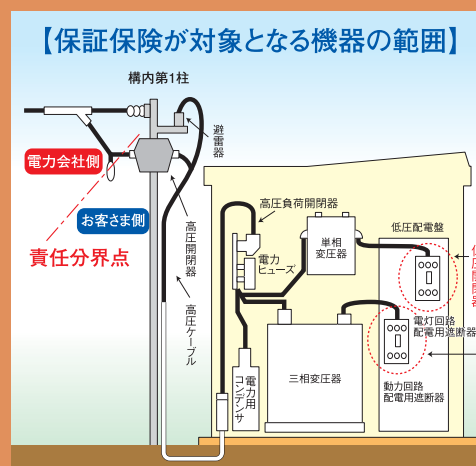 【保証保険が対象となる機器の範囲】
構内第1柱
避雷器
電力会社側
お客さま側
責任分界点
高圧開閉器
高圧ケーブル
高圧負荷開閉器
電力
ヒューズ
単相
変圧器
低圧配電盤
電灯回路
配電用遮断器
三相変圧器
電力用
コンデンサ
動力回路
配電用遮断器